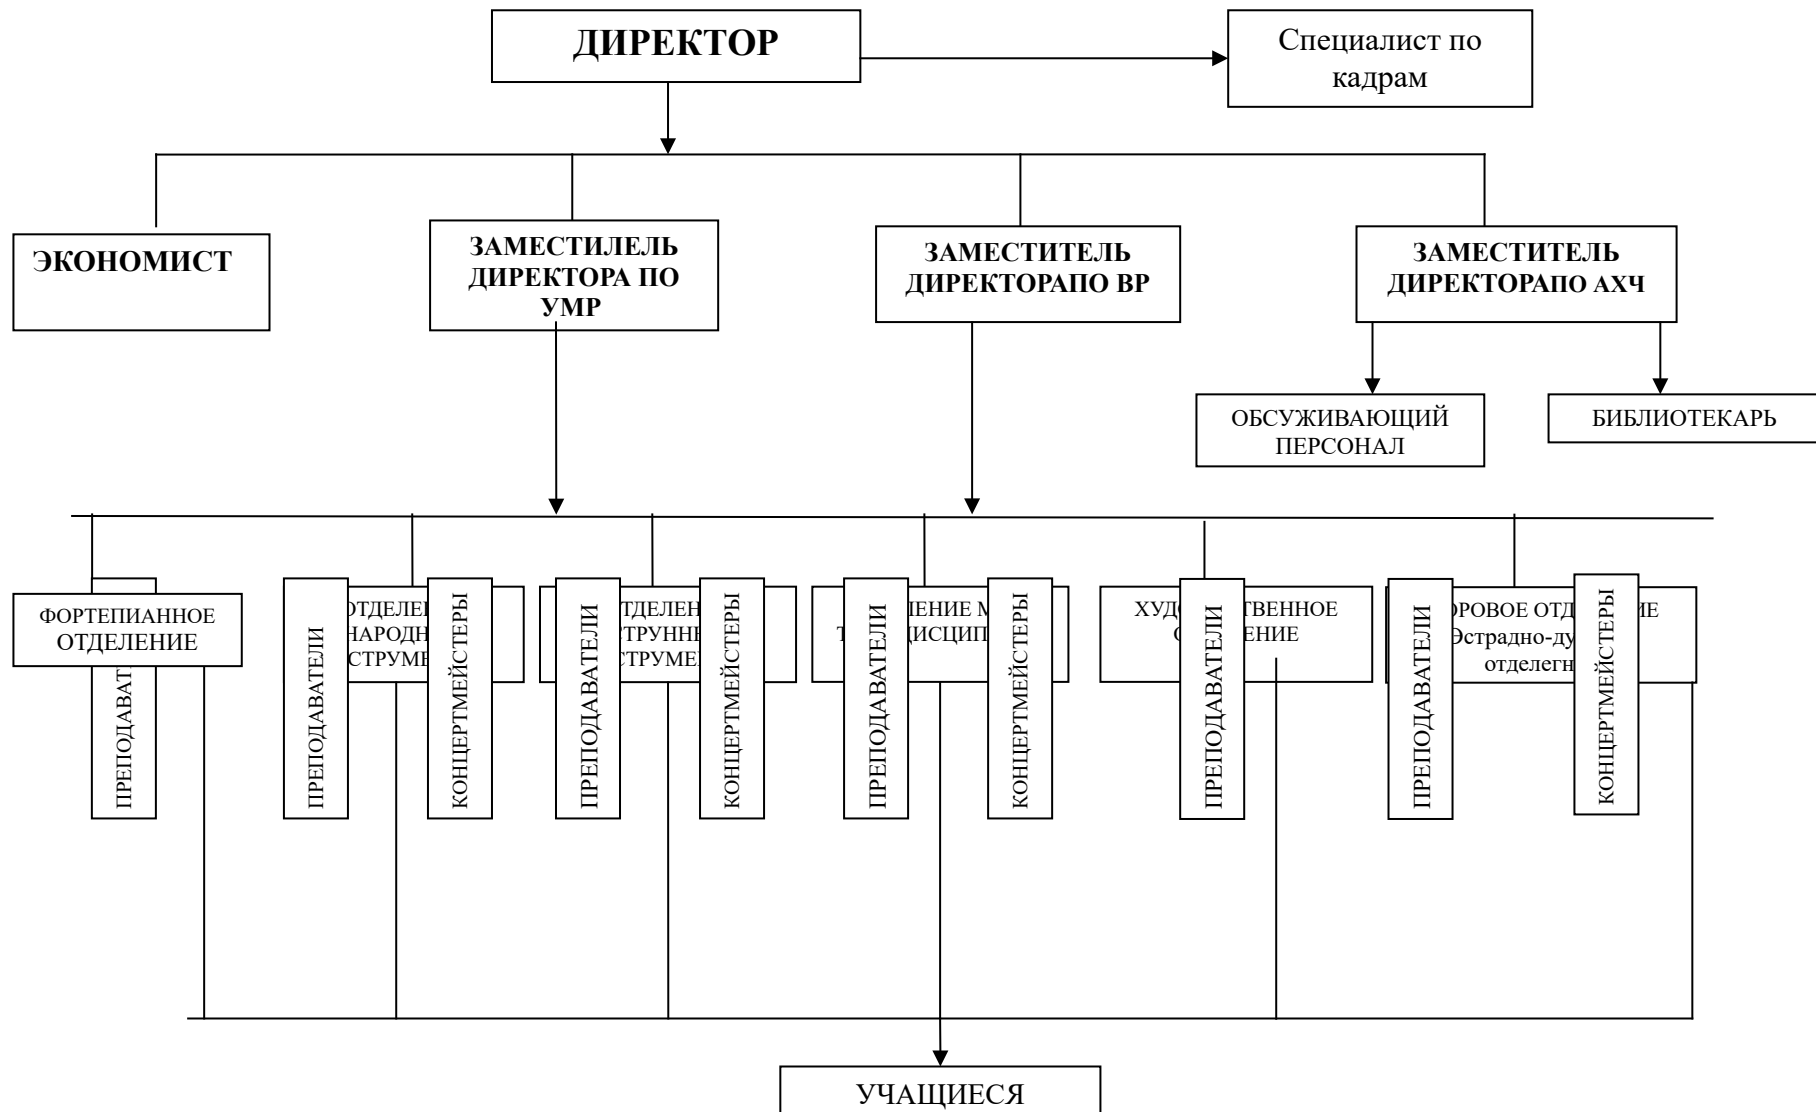 ДИРЕКТОР
Специалист по
кадрам
ЭКОНОМИСТ
ЗАМЕСТИЛЕЛЬ
ДИРЕКТОРА ПО
УМР
ЗАМЕСТИТЕЛЬ
ДИРЕКТОРАПО ВР
ЗАМЕСТИТЕЛЬ
ДИРЕКТОРАПО АХЧ
ОБСУЖИВАЮЩИЙ
ПЕРСОНАЛ
БИБЛИОТЕКАРЬ
ФОРТЕПИАННОЕ
ОТДЕЛЕНИЕ
ПРЕПОДАВАТЕЛИ
КОНЦЕРТМЕЙСТЕРЫ
ПРЕПОДАВАТЕЛИ
КОНЦЕРТМЕЙСТЕРЫ
ПРЕПОДАВАТЕЛИ
КОНЦЕРТМЕЙСТЕРЫ
ПРЕПОДАВАТЕЛИ
ПРЕПОДАВАТЕЛИ
отделегн
КОНЦЕРТМЕЙСТЕРЫ
УЧАЩИЕСЯ